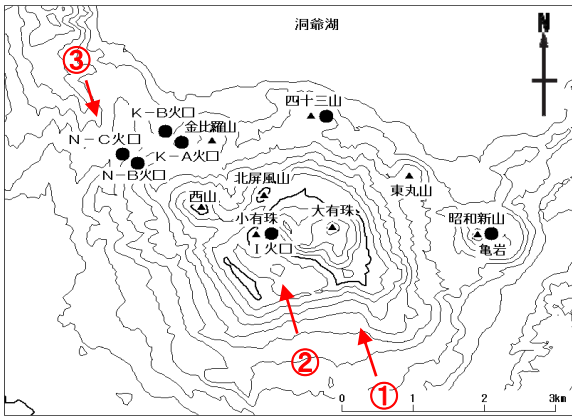 洞爺湖
N
③
四十三山
K－B火口
金比羅山
N－C火口
K－A火口
N－B火口
北屏風山
東丸山
西山
小有珠
大有珠
昭和新山
I火口
亀岩
②
①
0 1 2 3km